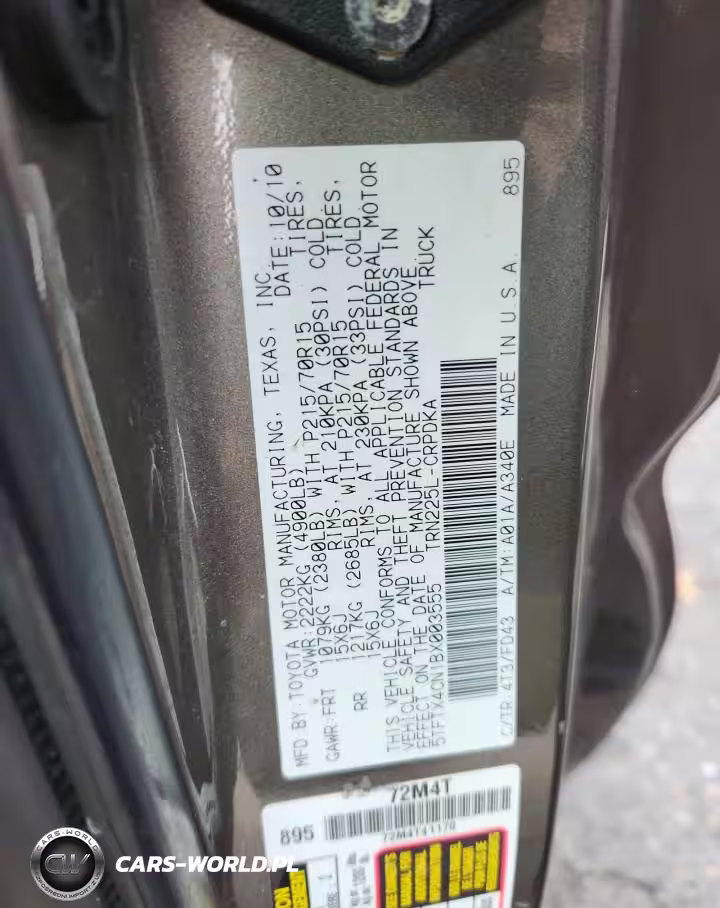 MFD BY: TOYOTA MOTOR MANUFACTURING, TEXAS, INC.
GVWR: 2222KG (4900LB) DATE: 10/10
GAWR: FRT 1079KG (2380LB) WITH P215/70R15 TIRES,
15X6J RIMS, AT 210KPA (30PSI) COLD
RR 1217KG (2685LB) WITH P215/70R15 TIRES,
15X6J RIMS, AT 230KPA (33PSI) COLD
THIS VEHICLE CONFORMS TO ALL APPLICABLE FEDERAL MOTOR
VEHICLE SAFETY AND THEFT PREVENTION STANDARDS IN
EFFECT ON THE DATE OF MANUFACTURE SHOWN ABOVE.
5TFTX4CN1BX003555 TRN225L-CRPDKA TRUCK
C/TR: 4T3/FD43 A/TM: A01A/A340E MADE IN U.S.A. 895
72M4T
895
CARS-WORLD
CW
CARS-WORLD.PL